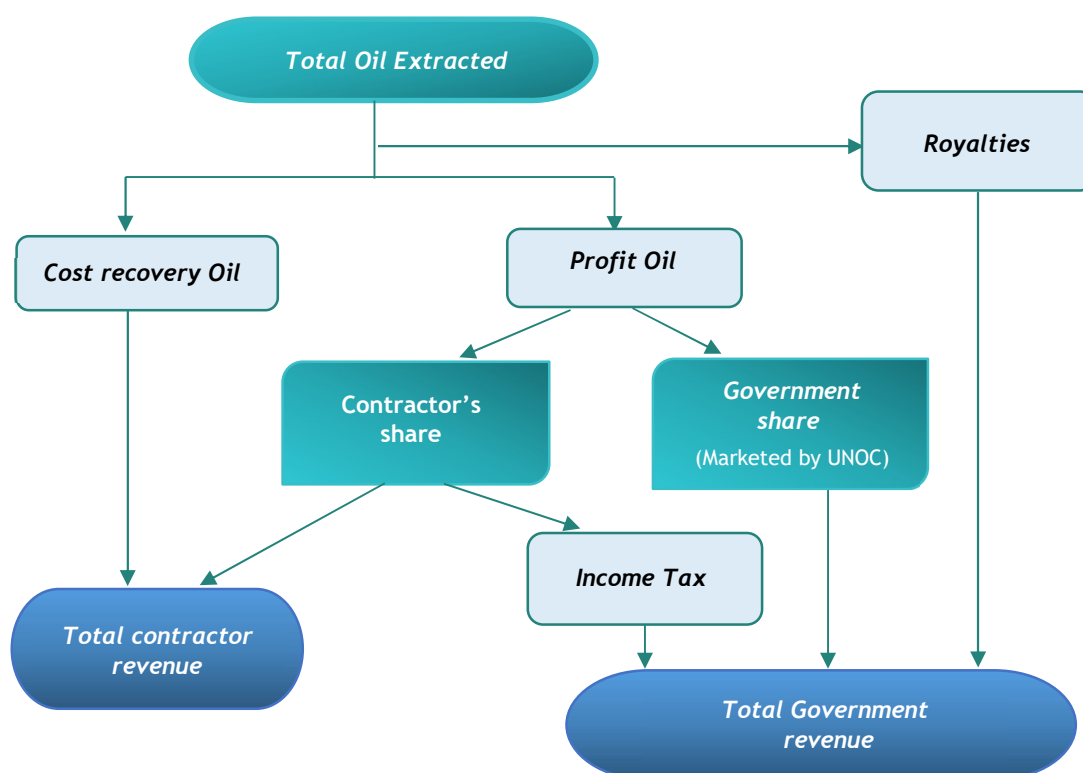 Total Oil Extracted
Royalties
Cost recovery Oil
Profit Oil
Contractor’s
share
Government
share
(Marketed by UNOC)
Income Tax
Total contractor
revenue
Total Government
revenue